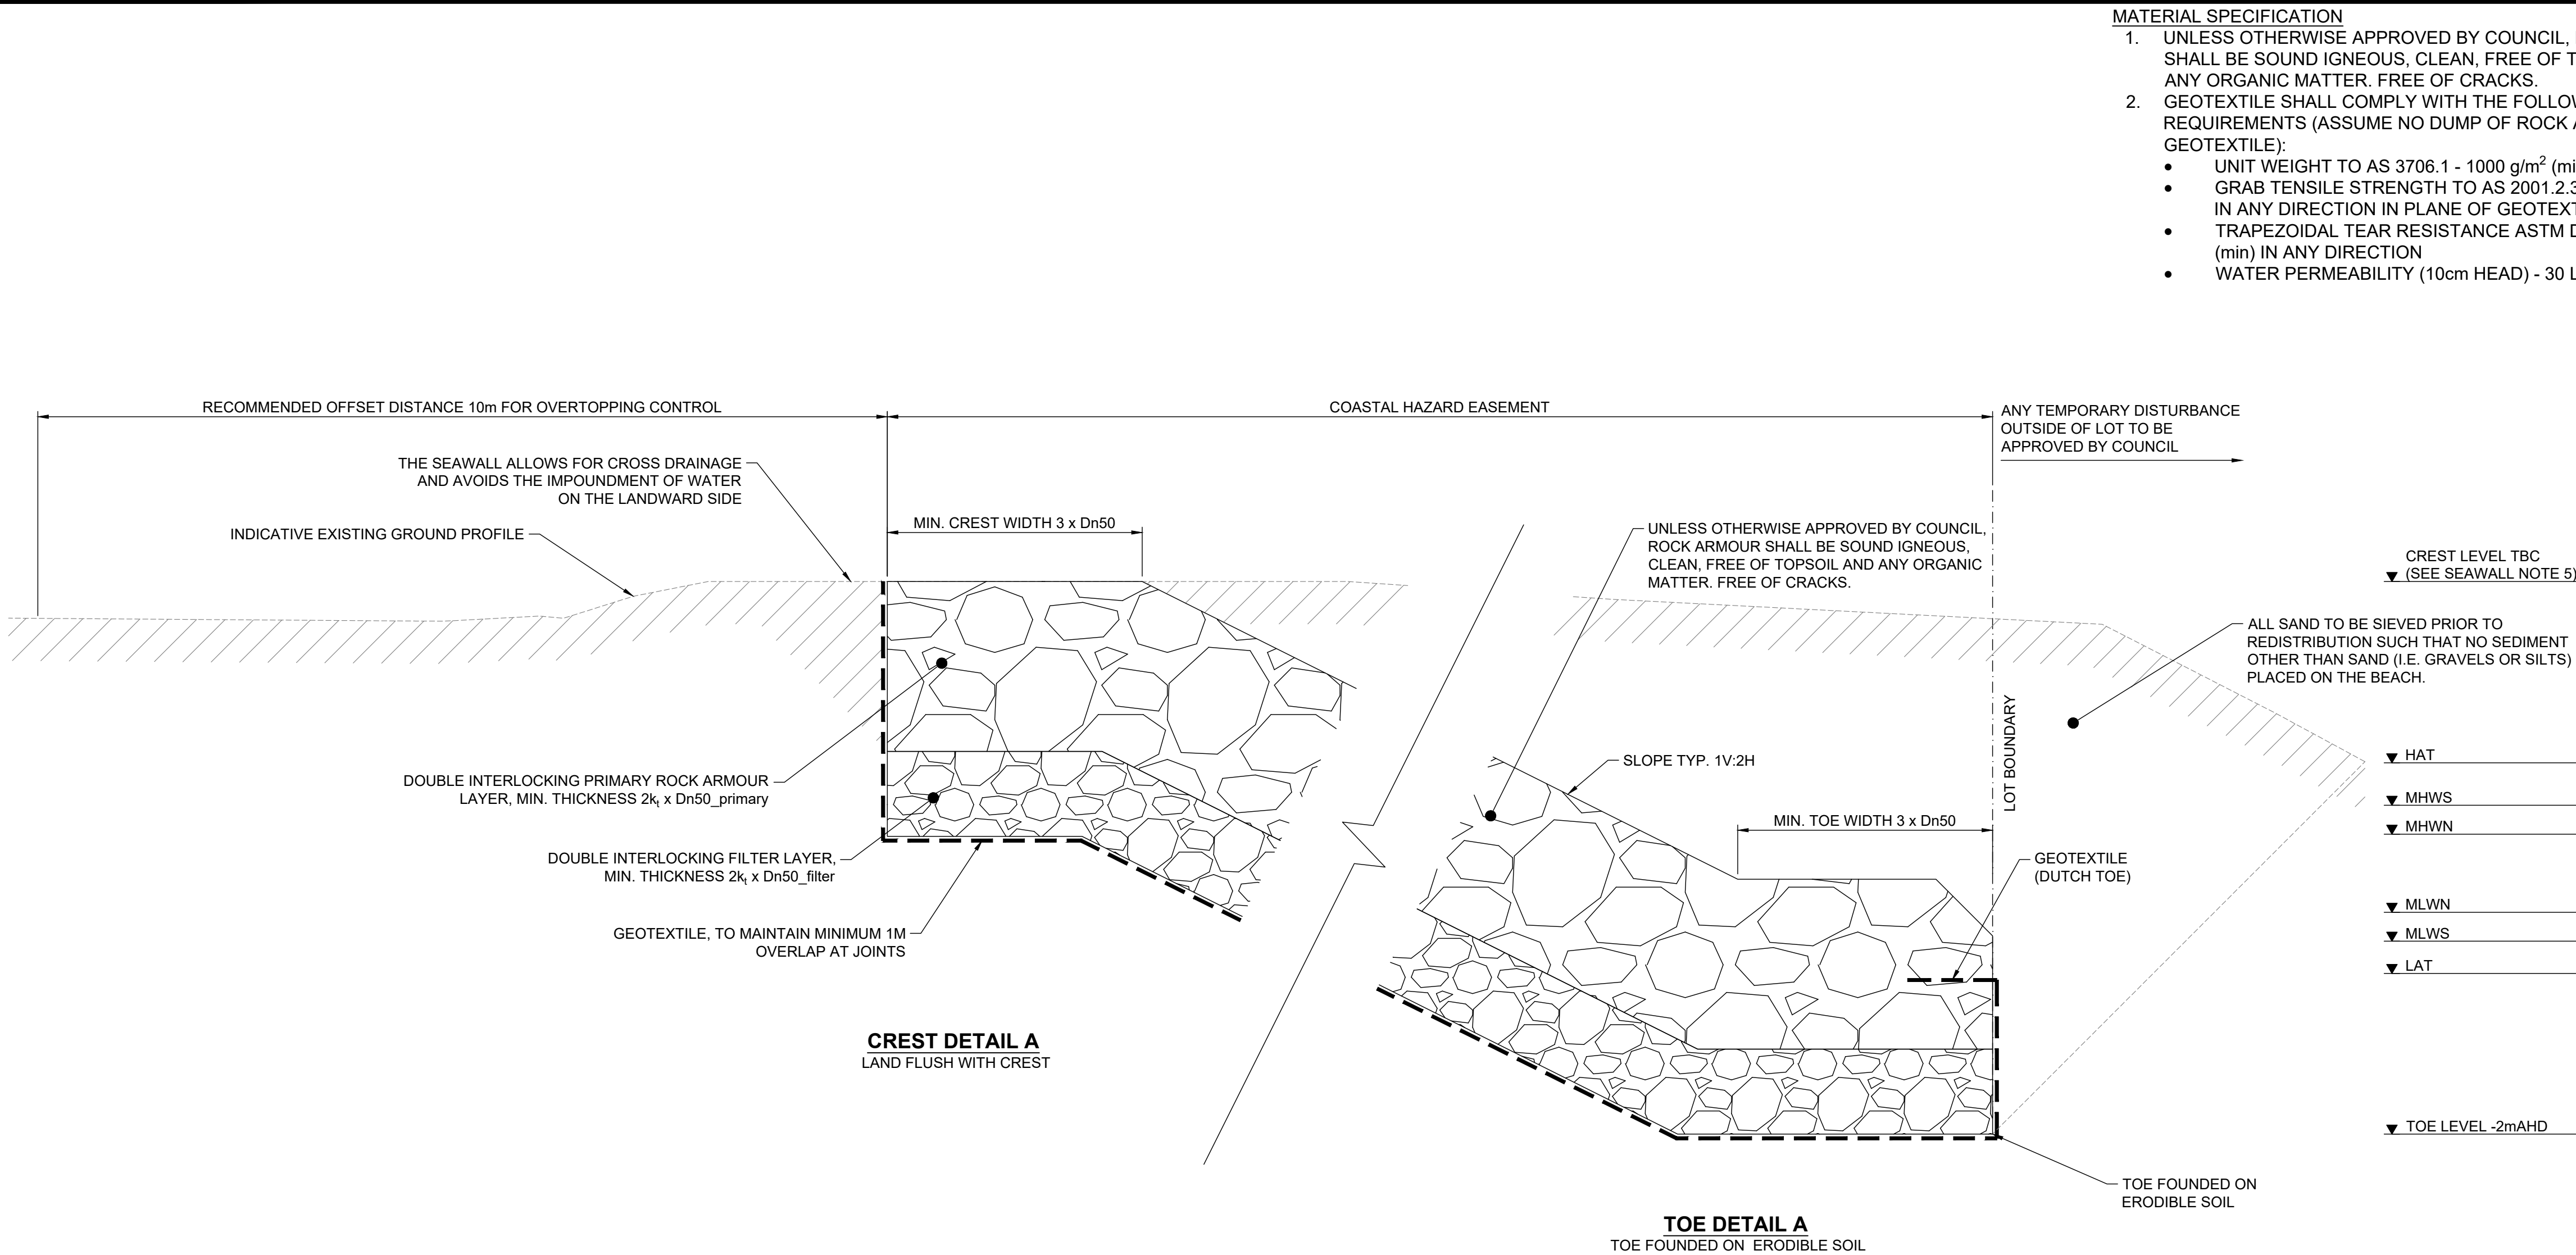 MATERIAL SPECIFICATION
1. UNLESS OTHERWISE APPROVED BY COUNCIL,
SHALL BE SOUND IGNEOUS, CLEAN, FREE OF
ANY ORGANIC MATTER. FREE OF CRACKS.
2. GEOTEXTILE SHALL COMPLY WITH THE
REQUIREMENTS (ASSUME NO DUMP OF ROCK
GEOTEXTILE):
• UNIT WEIGHT TO AS 3706.1 - 1000 g/m²
• GRAB TENSILE STRENGTH TO AS 2001.2.3
IN ANY DIRECTION IN PLANE OF
• TRAPEZOIDAL TEAR RESISTANCE ASTM D
(min) IN ANY DIRECTION
• WATER PERMEABILITY (10cm HEAD) - 30 L
RECOMMENDED OFFSET DISTANCE 10m FOR OVERTOPPING CONTROL
COASTAL HAZARD EASEMENT
ANY TEMPORARY DISTURBANCE
OUTSIDE OF LOT TO BE
APPROVED BY COUNCIL
THE SEAWALL ALLOWS FOR CROSS DRAINAGE
AND AVOIDS THE IMPOUNDMENT OF WATER
ON THE LANDWARD SIDE
INDICATIVE EXISTING GROUND PROFILE
MIN. CREST WIDTH 3 x Dn50
UNLESS OTHERWISE APPROVED BY COUNCIL,
ROCK ARMOUR SHALL BE SOUND IGNEOUS,
CLEAN, FREE OF TOPSOIL AND ANY ORGANIC
MATTER. FREE OF CRACKS.
CREST LEVEL TBC
(SEE SEAWALL NOTE 5)
ALL SAND TO BE SIEVED PRIOR TO
REDISTRIBUTION SUCH THAT NO SEDIMENT
OTHER THAN SAND (I.E. GRAVELS OR SILTS)
PLACED ON THE BEACH.
LOT BOUNDARY
DOUBLE INTERLOCKING PRIMARY ROCK ARMOUR
LAYER, MIN. THICKNESS 2kt x Dn50_primary
SLOPE TYP. 1V:2H
HAT
MHWS
MIN. TOE WIDTH 3 x Dn50
MHWN
DOUBLE INTERLOCKING FILTER LAYER,
MIN. THICKNESS 2kt x Dn50_filter
GEOTEXTILE
(DUTCH TOE)
MLWN
GEOTEXTILE, TO MAINTAIN MINIMUM 1M
OVERLAP AT JOINTS
MLWS
LAT
CREST DETAIL A
LAND FLUSH WITH CREST
TOE LEVEL -2mAHD
TOE FOUNDED ON
ERODIBLE SOIL
TOE DETAIL A
TOE FOUNDED ON ERODIBLE SOIL